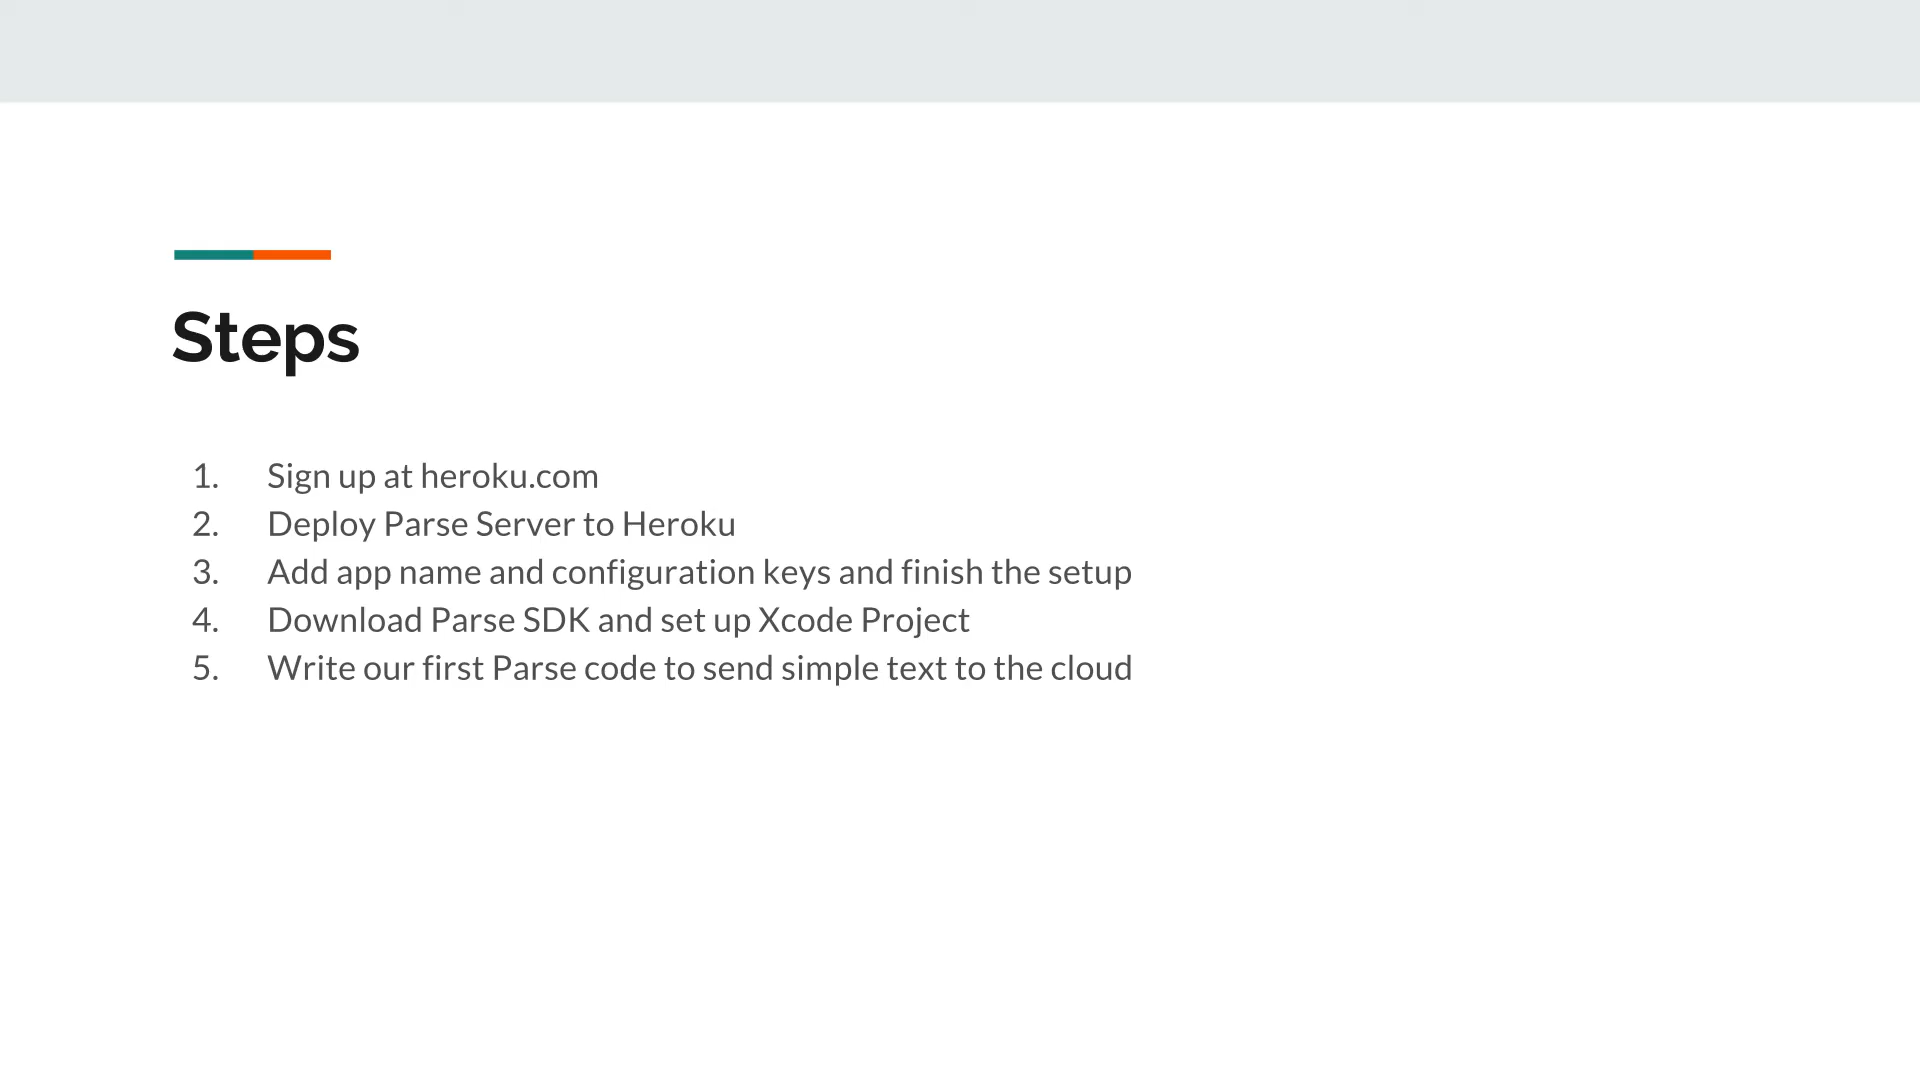 Steps
1. Sign up at heroku.com
2. Deploy Parse Server to Heroku
3. Add app name and configuration keys and finish the setup
4. Download Parse SDK and set up Xcode Project
5. Write our first Parse code to send simple text to the cloud